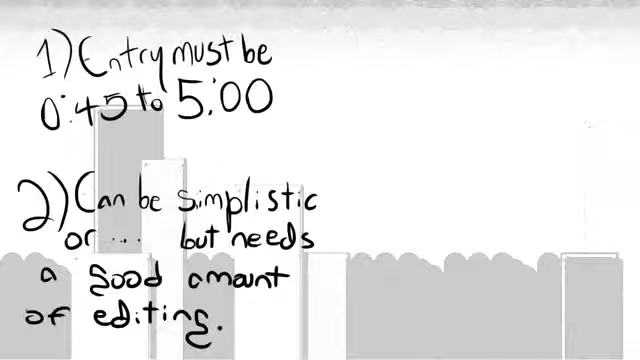 1) Entry must be
0:45 to 5:00
2) Can be simplistic
or ... but needs
a good amount
of editing.